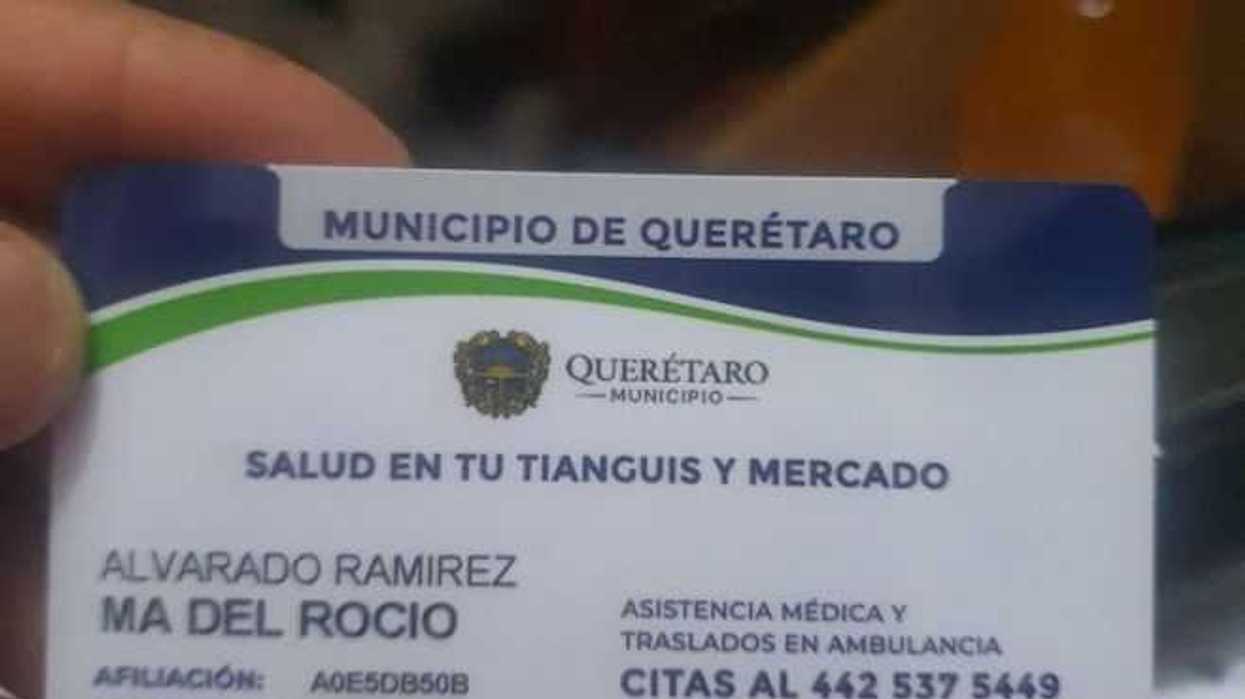 MUNICIPIO DE QUERÉTARO
QUERÉTARO
MUNICIPIO
SALUD EN TU TIANGUIS Y MERCADO
ALVARADO RAMIREZ
MA DEL ROCIO
AFILIACIÓN: A0E5DB50B
ASISTENCIA MÉDICA Y
TRASLADOS EN AMBULANCIA
CITAS AL 442 537 5449